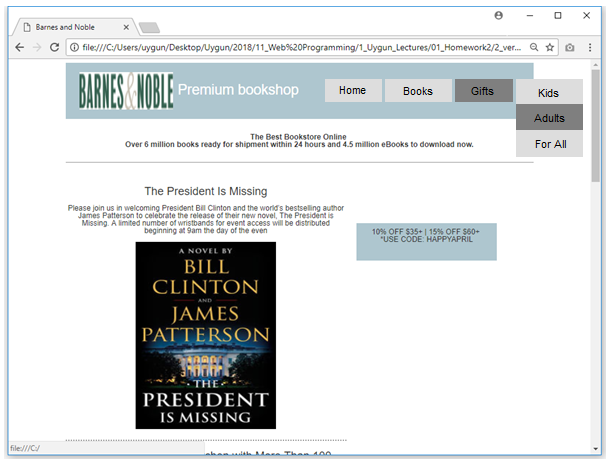 Barnes and Noble
file:///C:/Users/uygun/Desktop/Uygun/2018/11_Web%20Programming/1_Uygun_Lectures/01_Homework2/2_ver...
BARNES&NOBLE Premium bookshop
Home
Books
Gifts
Kids
Adults
For All
The Best Bookstore Online
Over 6 million books ready for shipment within 24 hours and 4.5 million eBooks to download now.
The President Is Missing
Please join us in welcoming President Bill Clinton and the world's bestselling author
James Patterson to celebrate the release of their new novel, The President is
Missing. A limited number of wristbands for event access will be distributed
beginning at 9am the day of the even
10% OFF $35+ | 15% OFF $60+
*USE CODE: HAPPYAPRIL
A NOVEL BY
BILL
CLINTON
AND
JAMES
PATTERSON
THE
PRESIDENT
IS MISSING
file:///C:/
shop with More Than 100